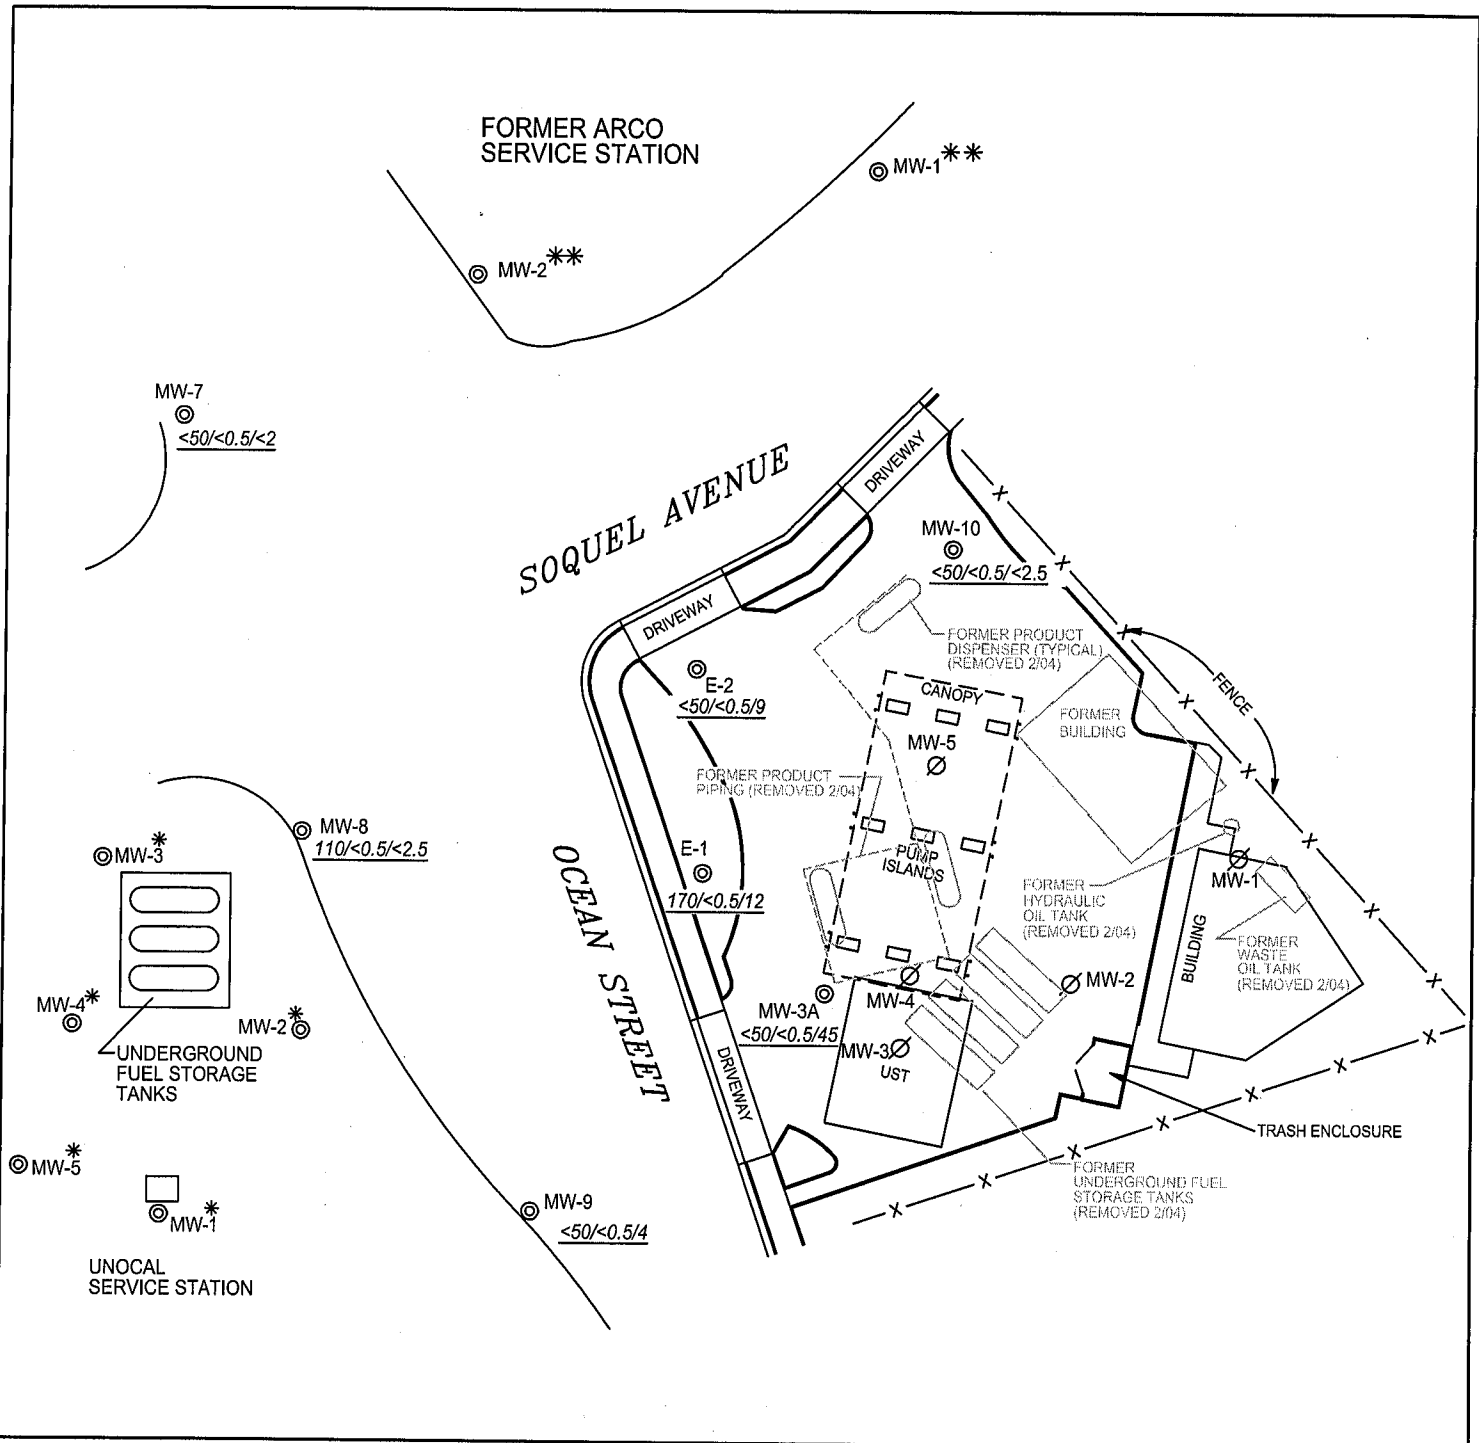 FORMER ARCO
SERVICE STATION
MW-1**
MW-2**
MW-7
<50/<0.5/<2
SOQUEL AVENUE
DRIVEWAY
MW-10
<50/<0.5/<2.5
DRIVEWAY
FORMER PRODUCT
DISPENSER (TYPICAL)
(REMOVED 2/04)
X
X
X
X
X
X
X
X
FENCE
E-2
<50/<0.5/9
CANOPY
FORMER
BUILDING
MW-5
FORMER PRODUCT
PIPING (REMOVED 2/04)
MW-8
110/<0.5/<2.5
MW-3*
E-1
170/<0.5/12
PUMP
ISLANDS
OCEAN STREET
FORMER
HYDRAULIC
OIL TANK
(REMOVED 2/04)
MW-1
BUILDING
FORMER
WASTE
OIL TANK
(REMOVED 2/04)
MW-4*
MW-2*
MW-3A
<50/<0.5/45
MW-4
MW-2
MW-3
UST
UNDERGROUND
FUEL STORAGE
TANKS
DRIVEWAY
TRASH ENCLOSURE
X
X
X
X
X
X
X
MW-5*
MW-1*
MW-9
<50/<0.5/4
FORMER
UNDERGROUND FUEL
STORAGE TANKS
(REMOVED 2/04)
UNOCAL
SERVICE STATION